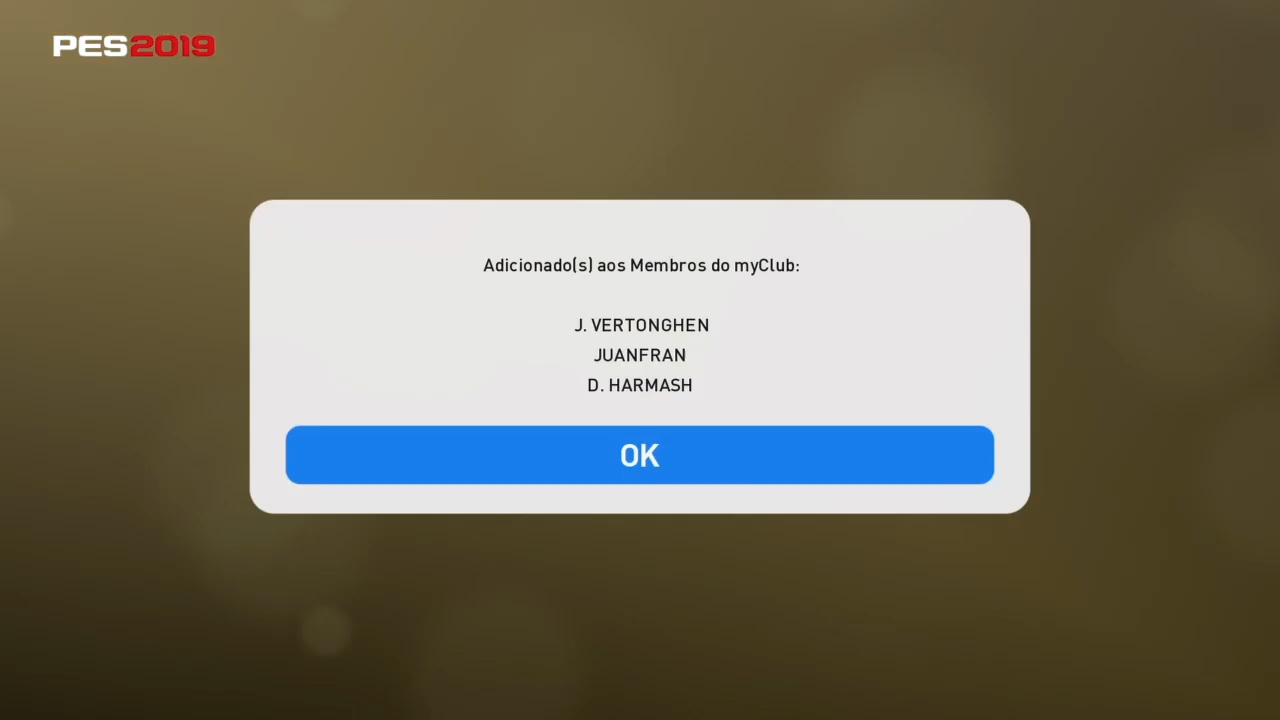 PES2019
Adicionado(s) aos Membros do myClub:
J. VERTONGHEN
JUANFRAN
D. HARMASH
OK